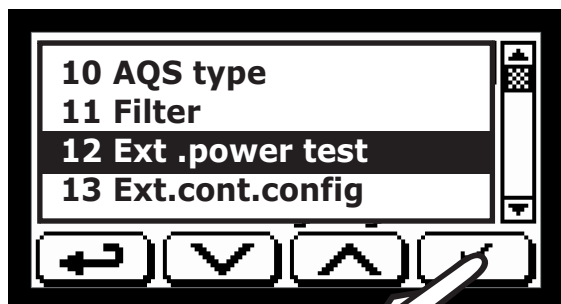 10 AQS type
11 Filter
12 Ext .power test
13 Ext.cont.config